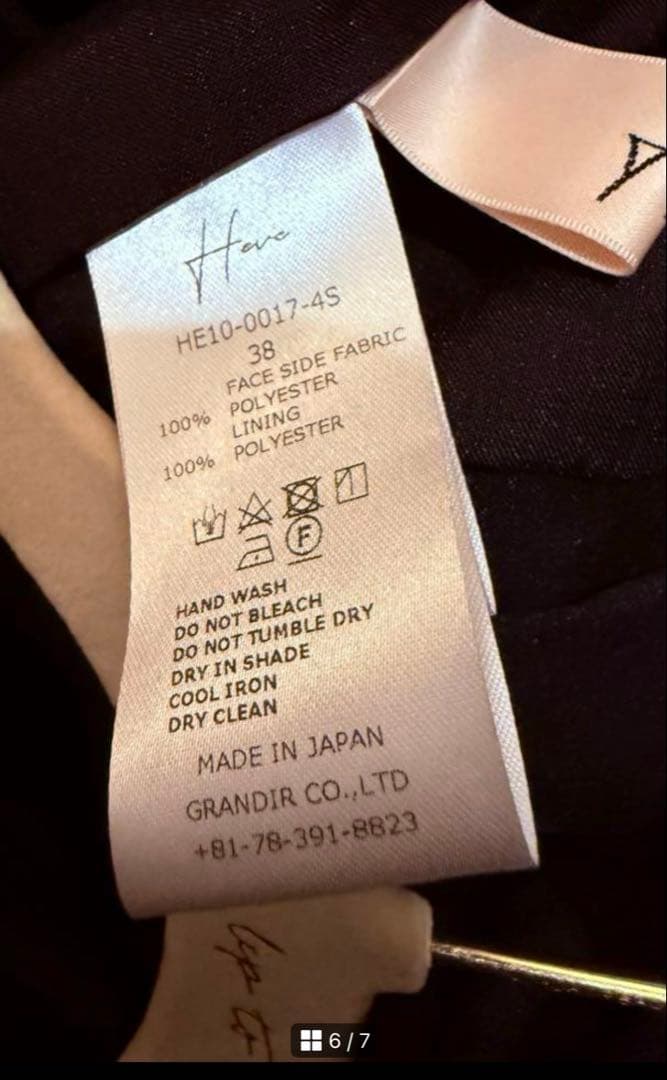 Heve
HE10-0017-4S
38
FACE SIDE FABRIC
100% POLYESTER
LINING
100% POLYESTER
F
HAND WASH
DO NOT BLEACH
DO NOT TUMBLE DRY
DRY IN SHADE
COOL IRON
DRY CLEAN
MADE IN JAPAN
GRANDIR CO.,LTD
+81-78-391-8823
6 / 7